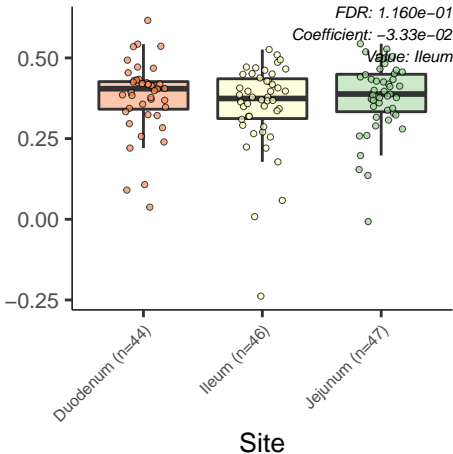 FDR: 1.160e−01
Coefficient: −3.33e−02
Value: Ileum
0.50
0.25
0.00
−0.25
Duodenum (n=44)
Ileum (n=46)
Jejunum (n=47)
Site